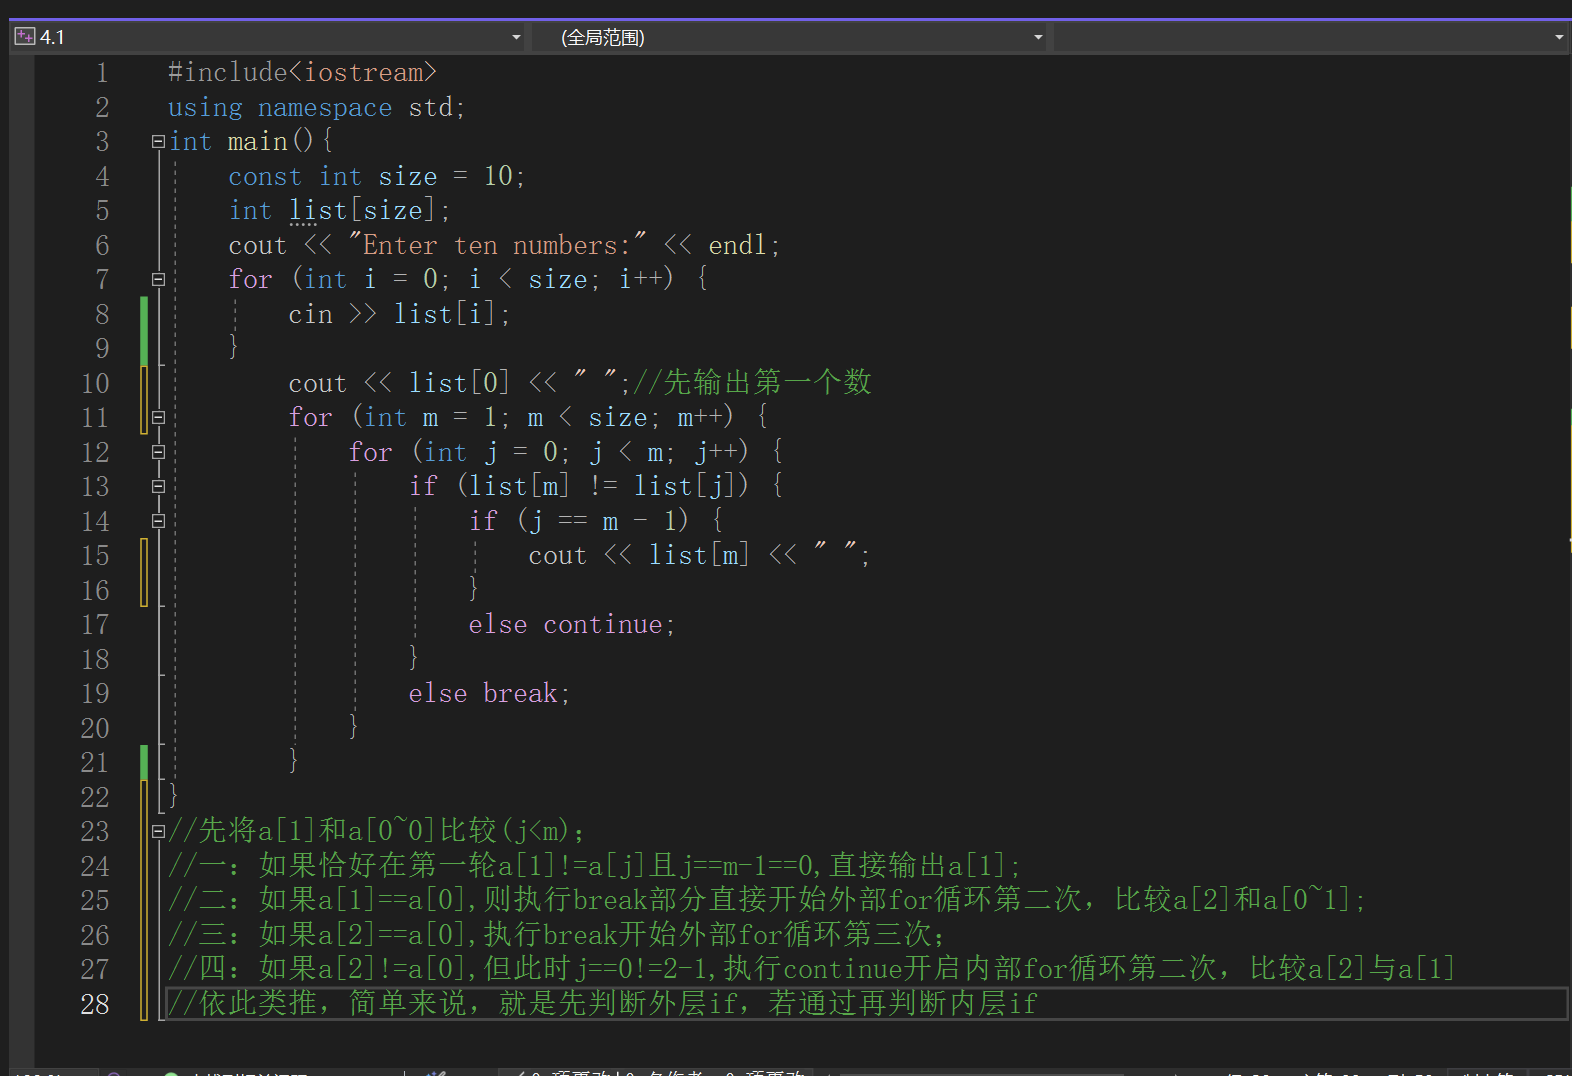 4.1 (全局范围)
1 #include<iostream>
2 using namespace std;
3 int main(){
4 const int size = 10;
5 int list[size];
6 cout << "Enter ten numbers:" << endl;
7 for (int i = 0; i < size; i++) {
8 cin >> list[i];
9 }
10 cout << list[0] << " ";//先输出第一个数
11 for (int m = 1; m < size; m++) {
12 for (int j = 0; j < m; j++) {
13 if (list[m] != list[j]) {
14 if (j == m - 1) {
15 cout << list[m] << " ";
16 }
17 else continue;
18 }
19 else break;
20 }
21 }
22 }
23 //先将a[1]和a[0~0]比较(j<m);
24 //一：如果恰好在第一轮a[1]!=a[j]且j==m-1==0,直接输出a[1];
25 //二：如果a[1]==a[0],则执行break部分直接开始外部for循环第二次，比较a[2]和a[0~1];
26 //三：如果a[2]==a[0],执行break开始外部for循环第三次；
27 //四：如果a[2]!=a[0],但此时j==0!=2-1,执行continue开启内部for循环第二次，比较a[2]与a[1]
28 //依此类推，简单来说，就是先判断外层if，若通过再判断内层if